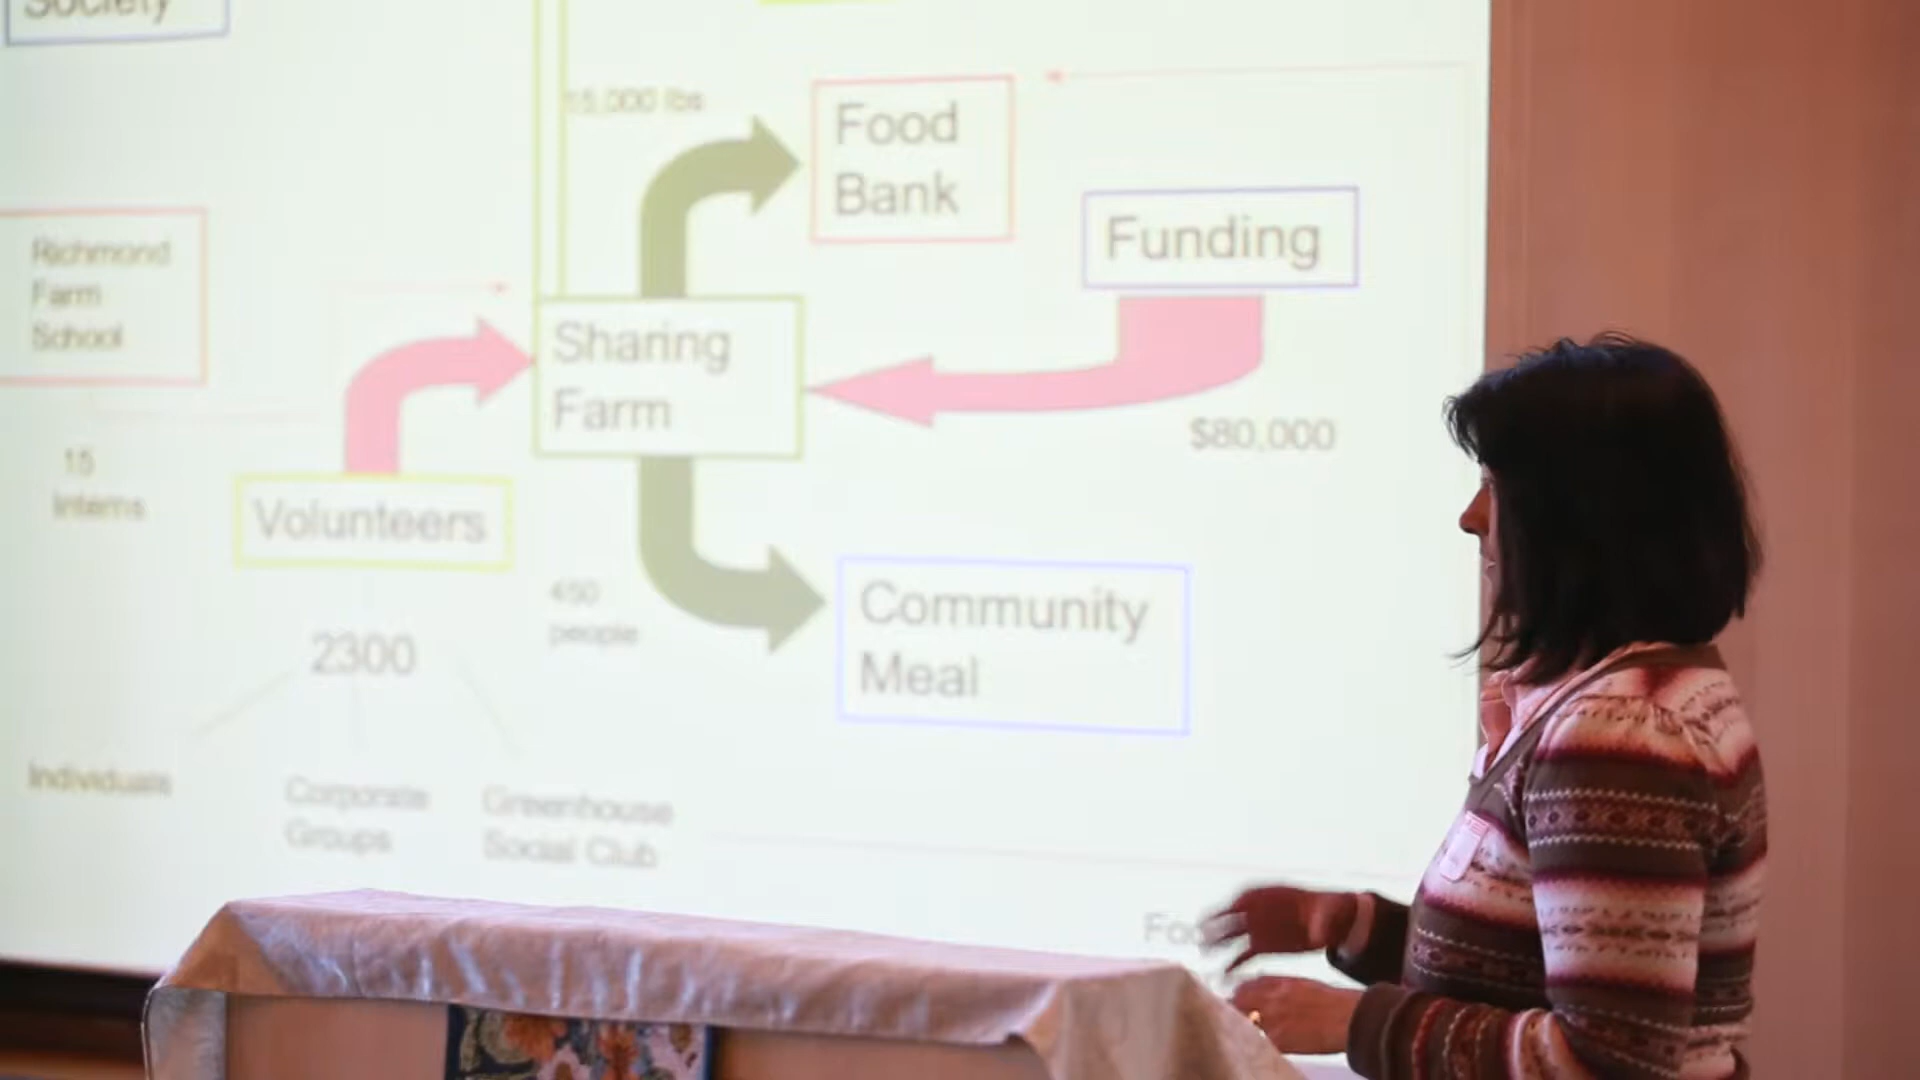 Society
15,000 lbs
Food
Bank
Funding
Richmond
Farm
School
Sharing
Farm
$80,000
15
Interns
Volunteers
450
people
Community
Meal
2300
Individuals
Corporate
Groups
Greenhouse
Social Club